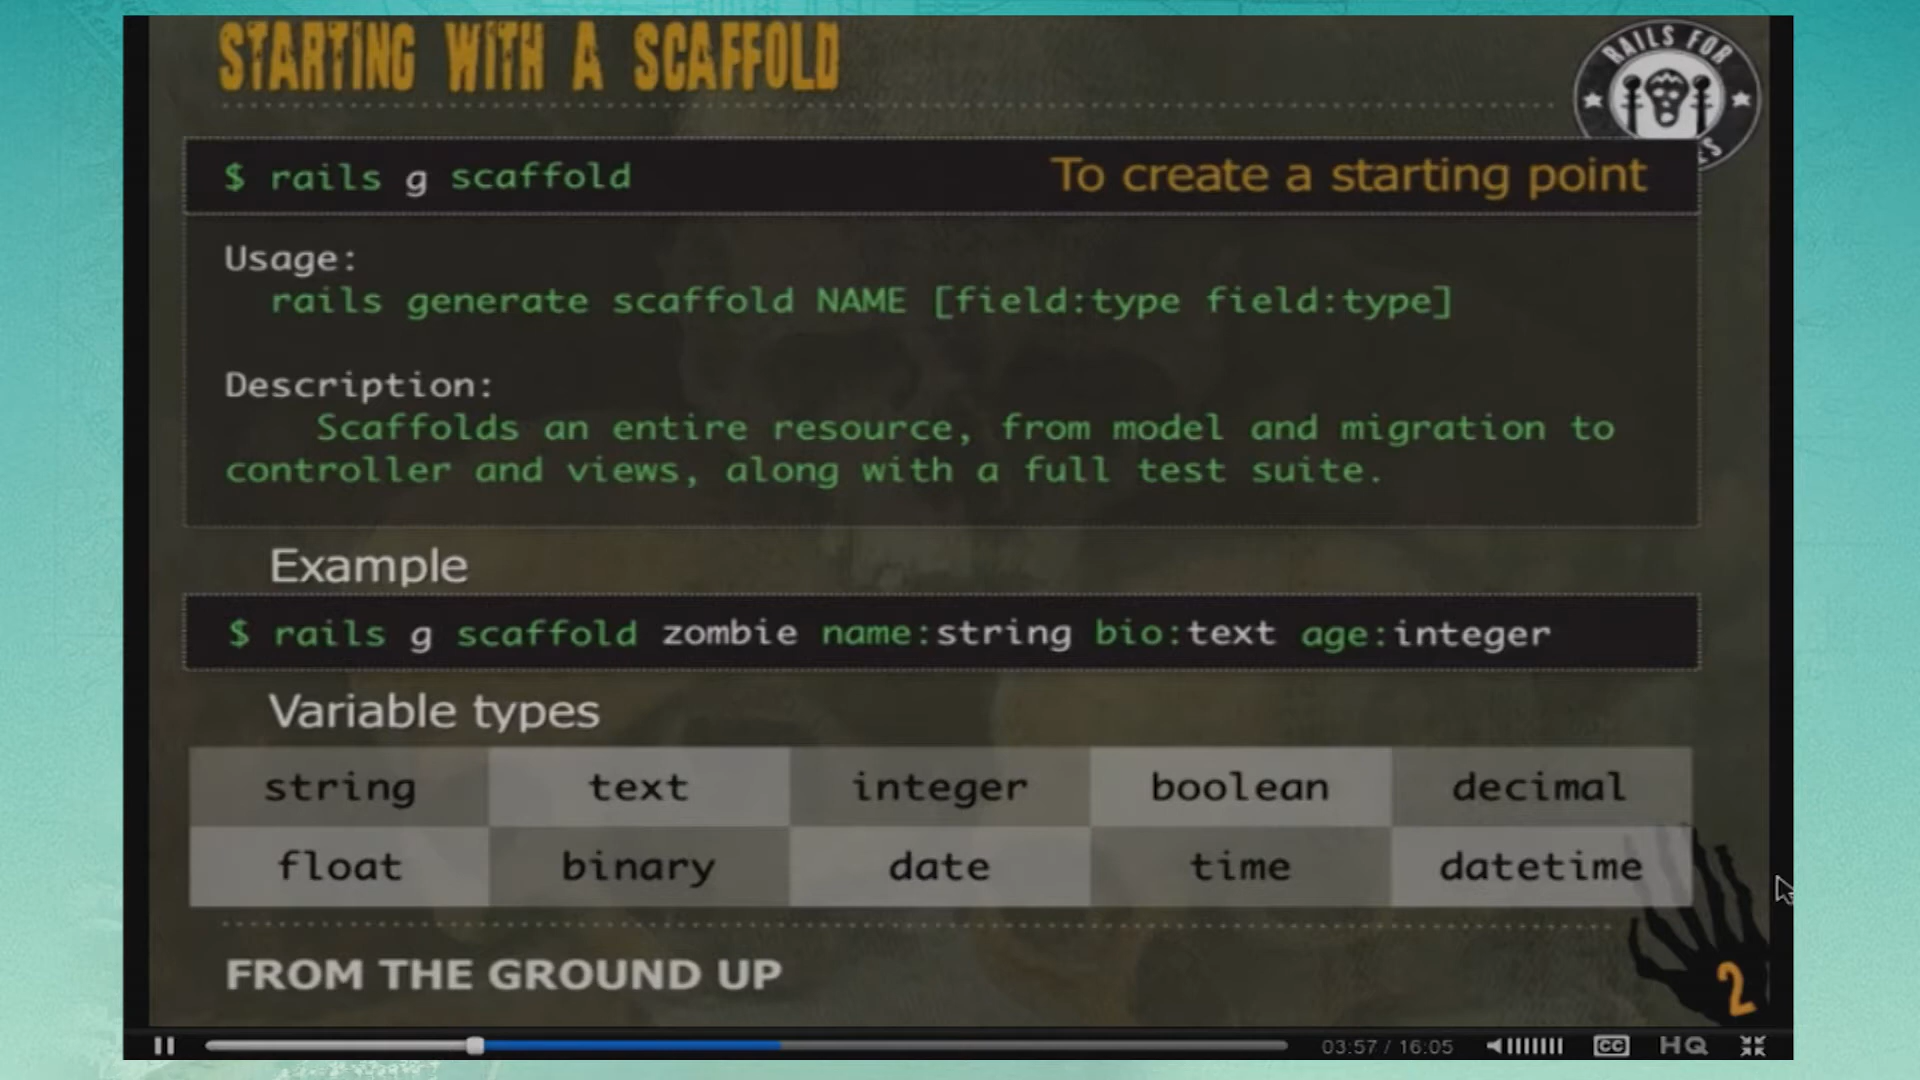 STARTING WITH A SCAFFOLD
RAILS FOR
$ rails g scaffold To create a starting point
Usage:
rails generate scaffold NAME [field:type field:type]
Description:
Scaffolds an entire resource, from model and migration to
controller and views, along with a full test suite.
Example
$ rails g scaffold zombie name:string bio:text age:integer
Variable types
string text integer boolean decimal
float binary date time datetime
FROM THE GROUND UP
2
03:57 / 16:05 CC HQ